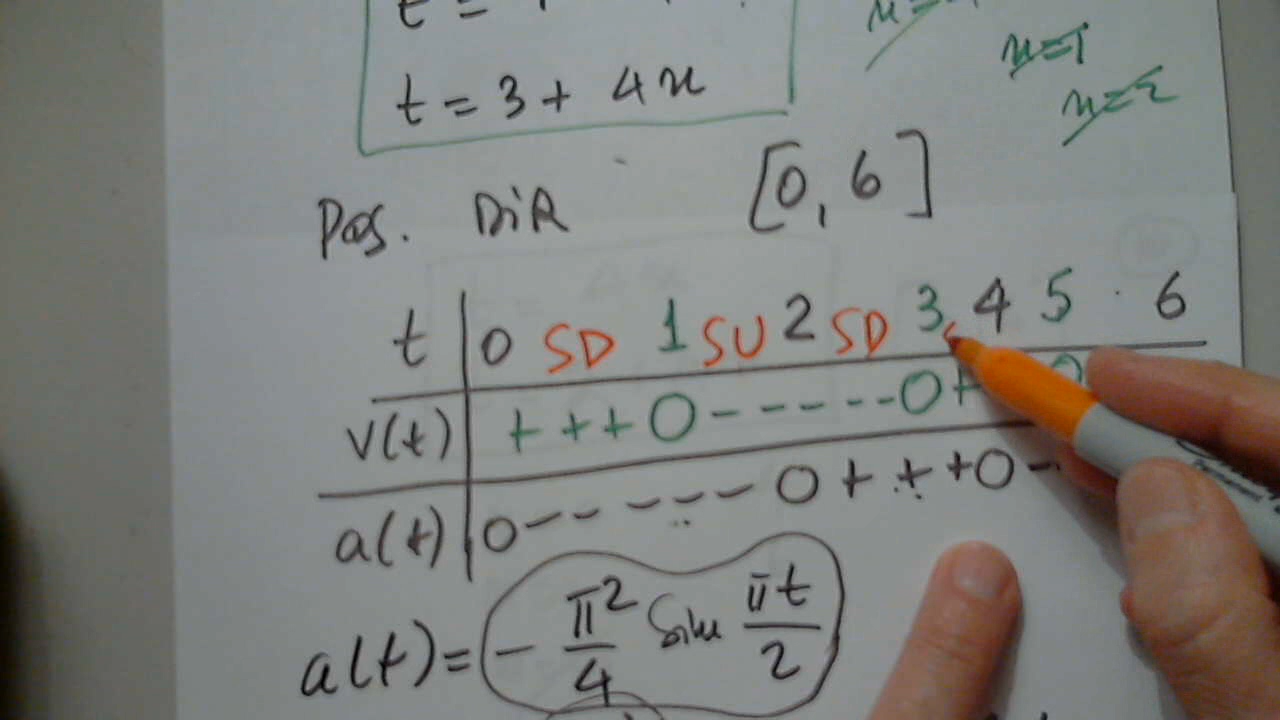 t = 3 + 4n
n=1
n=2
Pos. DiR [0, 6]
t 0 SD 1 SU 2 SD 3 4 5 6
v(t) + + + 0 - - - - - - 0 + 0
a(t) 0 - - - - - - 0 + + + 0 -
a(t) = - π²/4 sin πt/2